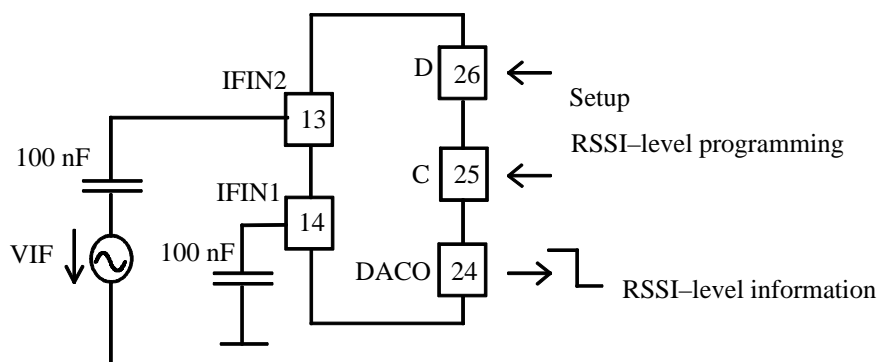 IFIN2
13
100 nF
VIF
IFIN1
14
100 nF
D
26
Setup
RSSI–level programming
C
25
DACO
24
RSSI–level information